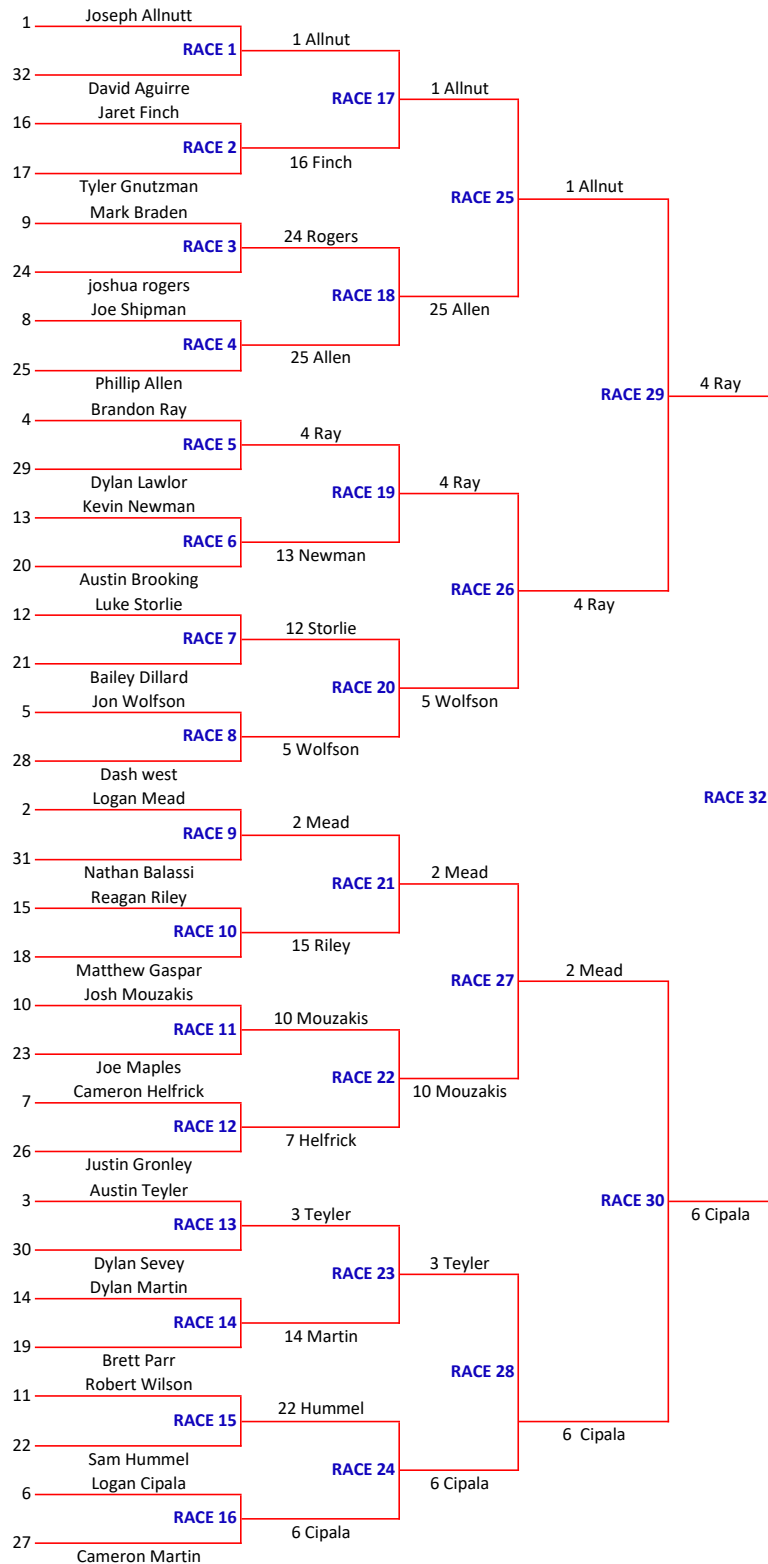 1 Joseph Allnutt
RACE 1
32
David Aguirre
16 Jaret Finch
RACE 2
17
Tyler Gnutzman
9 Mark Braden
RACE 3
24
joshua rogers
8 Joe Shipman
RACE 4
25
Phillip Allen
4 Brandon Ray
RACE 5
29
Dylan Lawlor
13 Kevin Newman
RACE 6
20
Austin Brooking
12 Luke Storlie
RACE 7
21
Bailey Dillard
5 Jon Wolfson
RACE 8
28
Dash west
2 Logan Mead
RACE 9
31
Nathan Balassi
15 Reagan Riley
RACE 10
18
Matthew Gaspar
10 Josh Mouzakis
RACE 11
23
Joe Maples
7 Cameron Helfrick
RACE 12
26
Justin Gronley
3 Austin Teyler
RACE 13
30
Dylan Sevey
14 Dylan Martin
RACE 14
19
Brett Parr
11 Robert Wilson
RACE 15
22
Sam Hummel
6 Logan Cipala
RACE 16
27
Cameron Martin
1 Allnut
RACE 17
16 Finch
24 Rogers
RACE 18
25 Allen
4 Ray
RACE 19
13 Newman
12 Storlie
RACE 20
5 Wolfson
2 Mead
RACE 21
15 Riley
10 Mouzakis
RACE 22
7 Helfrick
3 Teyler
RACE 23
14 Martin
22 Hummel
RACE 24
6 Cipala
1 Allnut
RACE 25
25 Allen
4 Ray
RACE 26
5 Wolfson
2 Mead
RACE 27
10 Mouzakis
3 Teyler
RACE 28
6 Cipala
1 Allnut
RACE 29
4 Ray
2 Mead
RACE 30
6 Cipala
4 Ray
RACE 32
6 Cipala